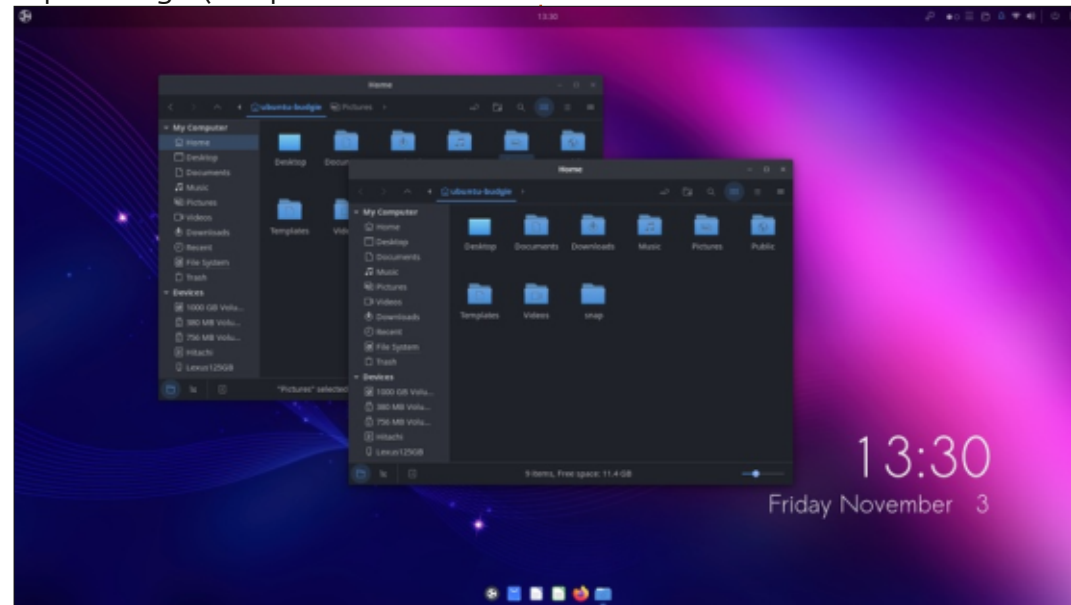 13:30
Home
ubuntu-budgie Pictures
My Computer
Home
Desktop
Documents
Music
Pictures
Videos
Downloads
Recent
File System
Trash
Devices
1000 GB Volu...
380 MB Volu...
756 MB Volu...
Hitachi
Lexus125GB
Desktop
Templates
"Pictures" selected
Home
ubuntu-budgie
My Computer
Home
Desktop
Documents
Music
Pictures
Videos
Downloads
Recent
File System
Trash
Devices
1000 GB Volu...
380 MB Volu...
756 MB Volu...
Hitachi
Lexus125GB
Desktop Documents Downloads Music Pictures Public
Templates Videos snap
9 items, Free space: 11.4 GB
13:30
Friday November 3